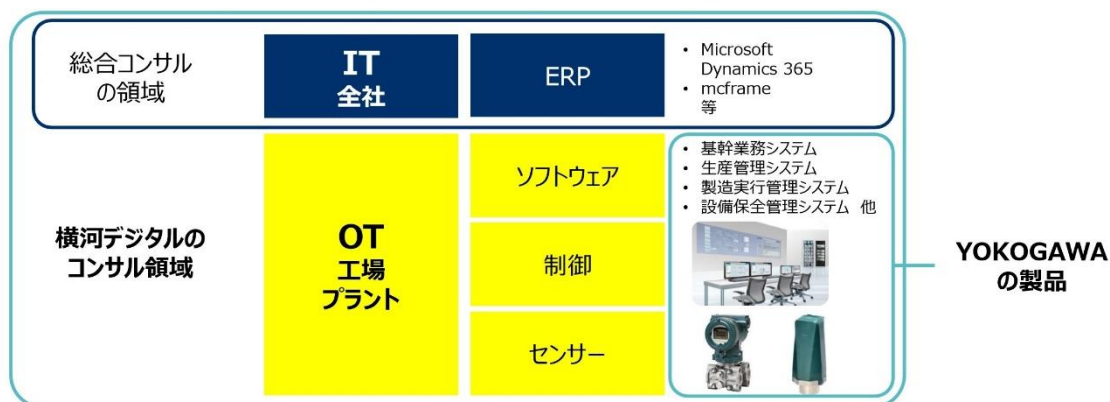 総合コンサル
の領域
IT
全社
ERP
• Microsoft
Dynamics 365
• mcframe
等
横河デジタルの
コンサル領域
OT
工場
プラント
ソフトウェア
制御
センサー
• 基幹業務システム
• 生産管理システム
• 製造実行管理システム
• 設備保全管理システム 他
YOKOGAWA
の製品